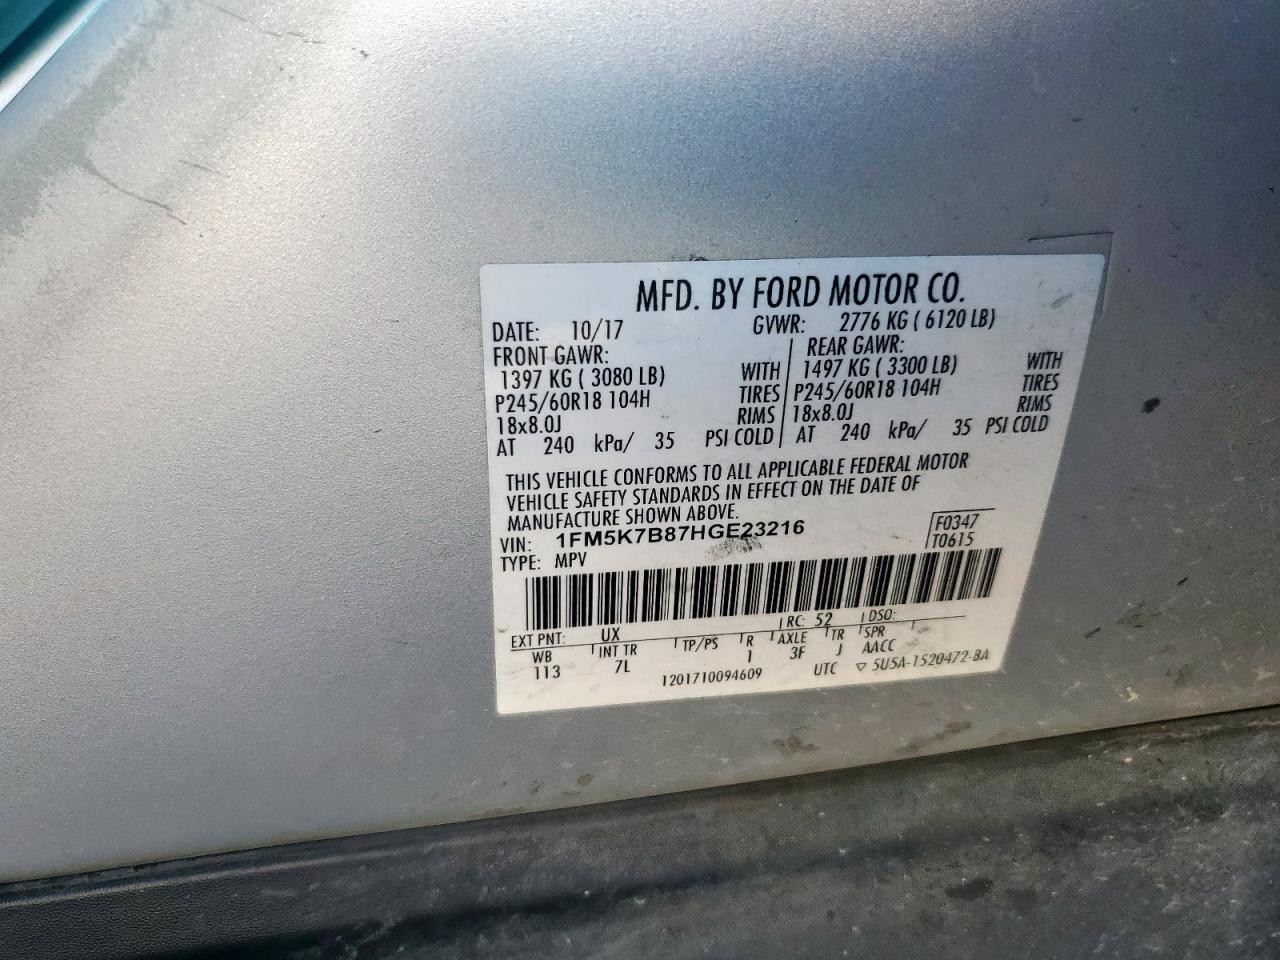 MFD. BY FORD MOTOR CO.
DATE: 10/17 GVWR: 2776 KG ( 6120 LB)
FRONT GAWR: REAR GAWR:
1397 KG ( 3080 LB) WITH 1497 KG ( 3300 LB) WITH
P245/60R18 104H TIRES P245/60R18 104H TIRES
18x8.0J RIMS 18x8.0J RIMS
AT 240 kPa/ 35 PSI COLD AT 240 kPa/ 35 PSI COLD
THIS VEHICLE CONFORMS TO ALL APPLICABLE FEDERAL MOTOR
VEHICLE SAFETY STANDARDS IN EFFECT ON THE DATE OF
MANUFACTURE SHOWN ABOVE.
VIN: 1FM5K7B87HGE23216 F0347
TYPE: MPV T0615
EXT PNT: UX RC: 52 DSO:
WB INT TR TP/PS R AXLE TR SPR
113 7L 1 3F J AACC
1201710094609 UTC ▽ 5U5A-1520472-BA